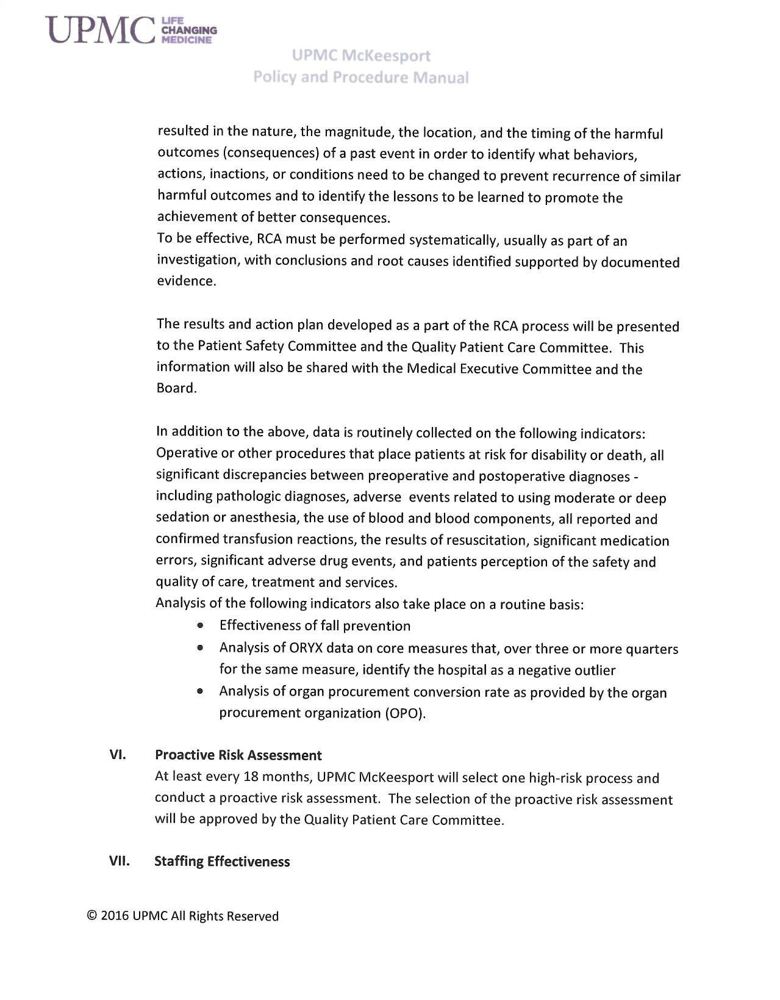 UPMC LIFE
CHANGING
MEDICINE
UPMC McKeesport
Policy and Procedure Manual
resulted in the nature, the magnitude, the location, and the timing of the harmful
outcomes (consequences) of a past event in order to identify what behaviors,
actions, inactions, or conditions need to be changed to prevent recurrence of similar
harmful outcomes and to identify the lessons to be learned to promote the
achievement of better consequences.
To be effective, RCA must be performed systematically, usually as part of an
investigation, with conclusions and root causes identified supported by documented
evidence.
The results and action plan developed as a part of the RCA process will be presented
to the Patient Safety Committee and the Quality Patient Care Committee.  This
information will also be shared with the Medical Executive Committee and the
Board.
In addition to the above, data is routinely collected on the following indicators:
Operative or other procedures that place patients at risk for disability or death, all
significant discrepancies between preoperative and postoperative diagnoses -
including pathologic diagnoses, adverse  events related to using moderate or deep
sedation or anesthesia, the use of blood and blood components, all reported and
confirmed transfusion reactions, the results of resuscitation, significant medication
errors, significant adverse drug events, and patients perception of the safety and
quality of care, treatment and services.
Analysis of the following indicators also take place on a routine basis:
• Effectiveness of fall prevention
• Analysis of ORYX data on core measures that, over three or more quarters
for the same measure, identify the hospital as a negative outlier
• Analysis of organ procurement conversion rate as provided by the organ
procurement organization (OPO).
VI. Proactive Risk Assessment
At least every 18 months, UPMC McKeesport will select one high-risk process and
conduct a proactive risk assessment.  The selection of the proactive risk assessment
will be approved by the Quality Patient Care Committee.
VII. Staffing Effectiveness
© 2016 UPMC All Rights Reserved